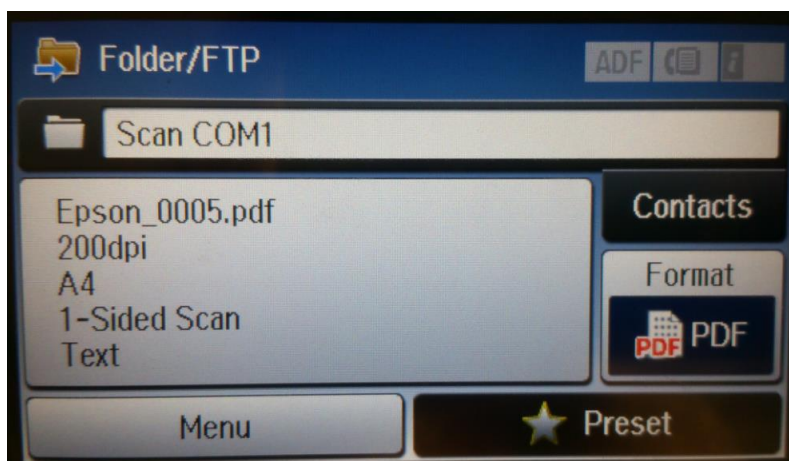 Folder/FTP
ADF
i
Scan COM1
Contacts
Epson_0005.pdf
200dpi
A4
1-Sided Scan
Text
Format
PDF PDF
Menu
Preset